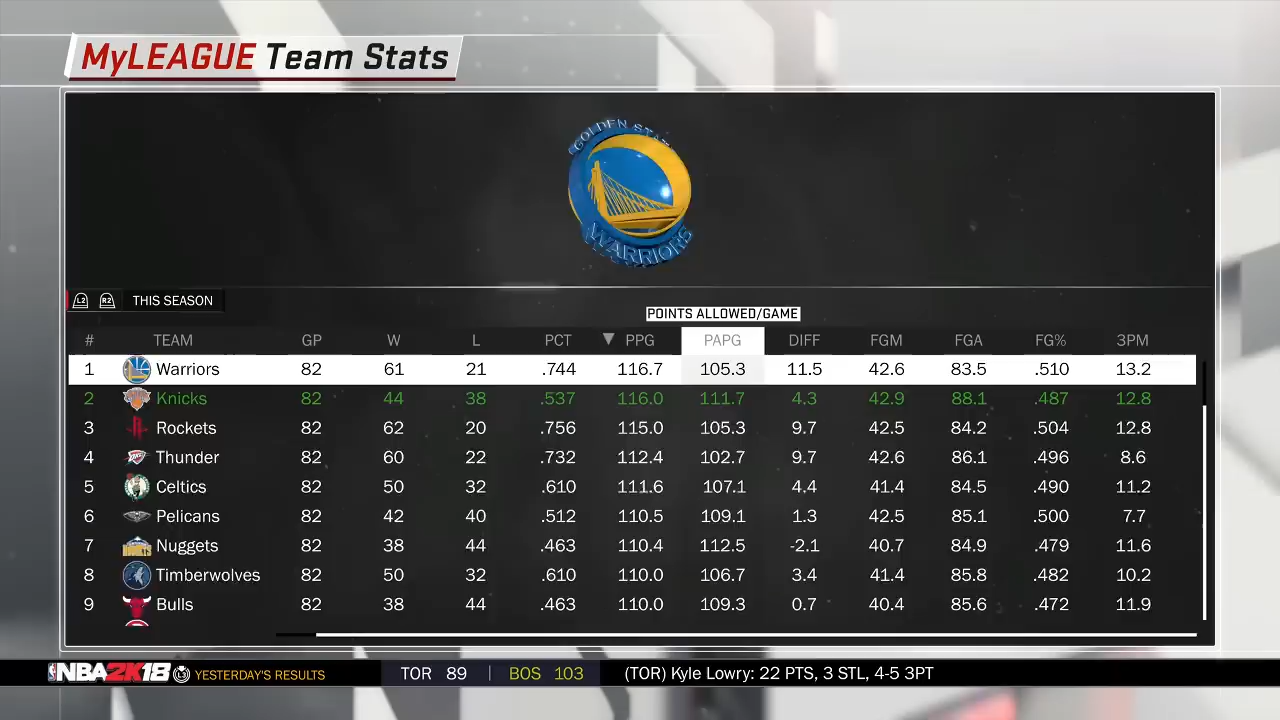 MyLEAGUE Team Stats
GOLDEN STATE
WARRIORS
L2 R2 THIS SEASON
POINTS ALLOWED/GAME
# TEAM GP W L PCT PPG PAPG DIFF FGM FGA FG% 3PM
1 Warriors 82 61 21 .744 116.7 105.3 11.5 42.6 83.5 .510 13.2
2 Knicks 82 44 38 .537 116.0 111.7 4.3 42.9 88.1 .487 12.8
3 Rockets 82 62 20 .756 115.0 105.3 9.7 42.5 84.2 .504 12.8
4 Thunder 82 60 22 .732 112.4 102.7 9.7 42.6 86.1 .496 8.6
5 Celtics 82 50 32 .610 111.6 107.1 4.4 41.4 84.5 .490 11.2
6 Pelicans 82 42 40 .512 110.5 109.1 1.3 42.5 85.1 .500 7.7
7 Nuggets 82 38 44 .463 110.4 112.5 -2.1 40.7 84.9 .479 11.6
8 Timberwolves 82 50 32 .610 110.0 106.7 3.4 41.4 85.8 .482 10.2
9 Bulls 82 38 44 .463 110.0 109.3 0.7 40.4 85.6 .472 11.9
NBA2K18 YESTERDAY'S RESULTS TOR 89 | BOS 103 (TOR) Kyle Lowry: 22 PTS, 3 STL, 4-5 3PT